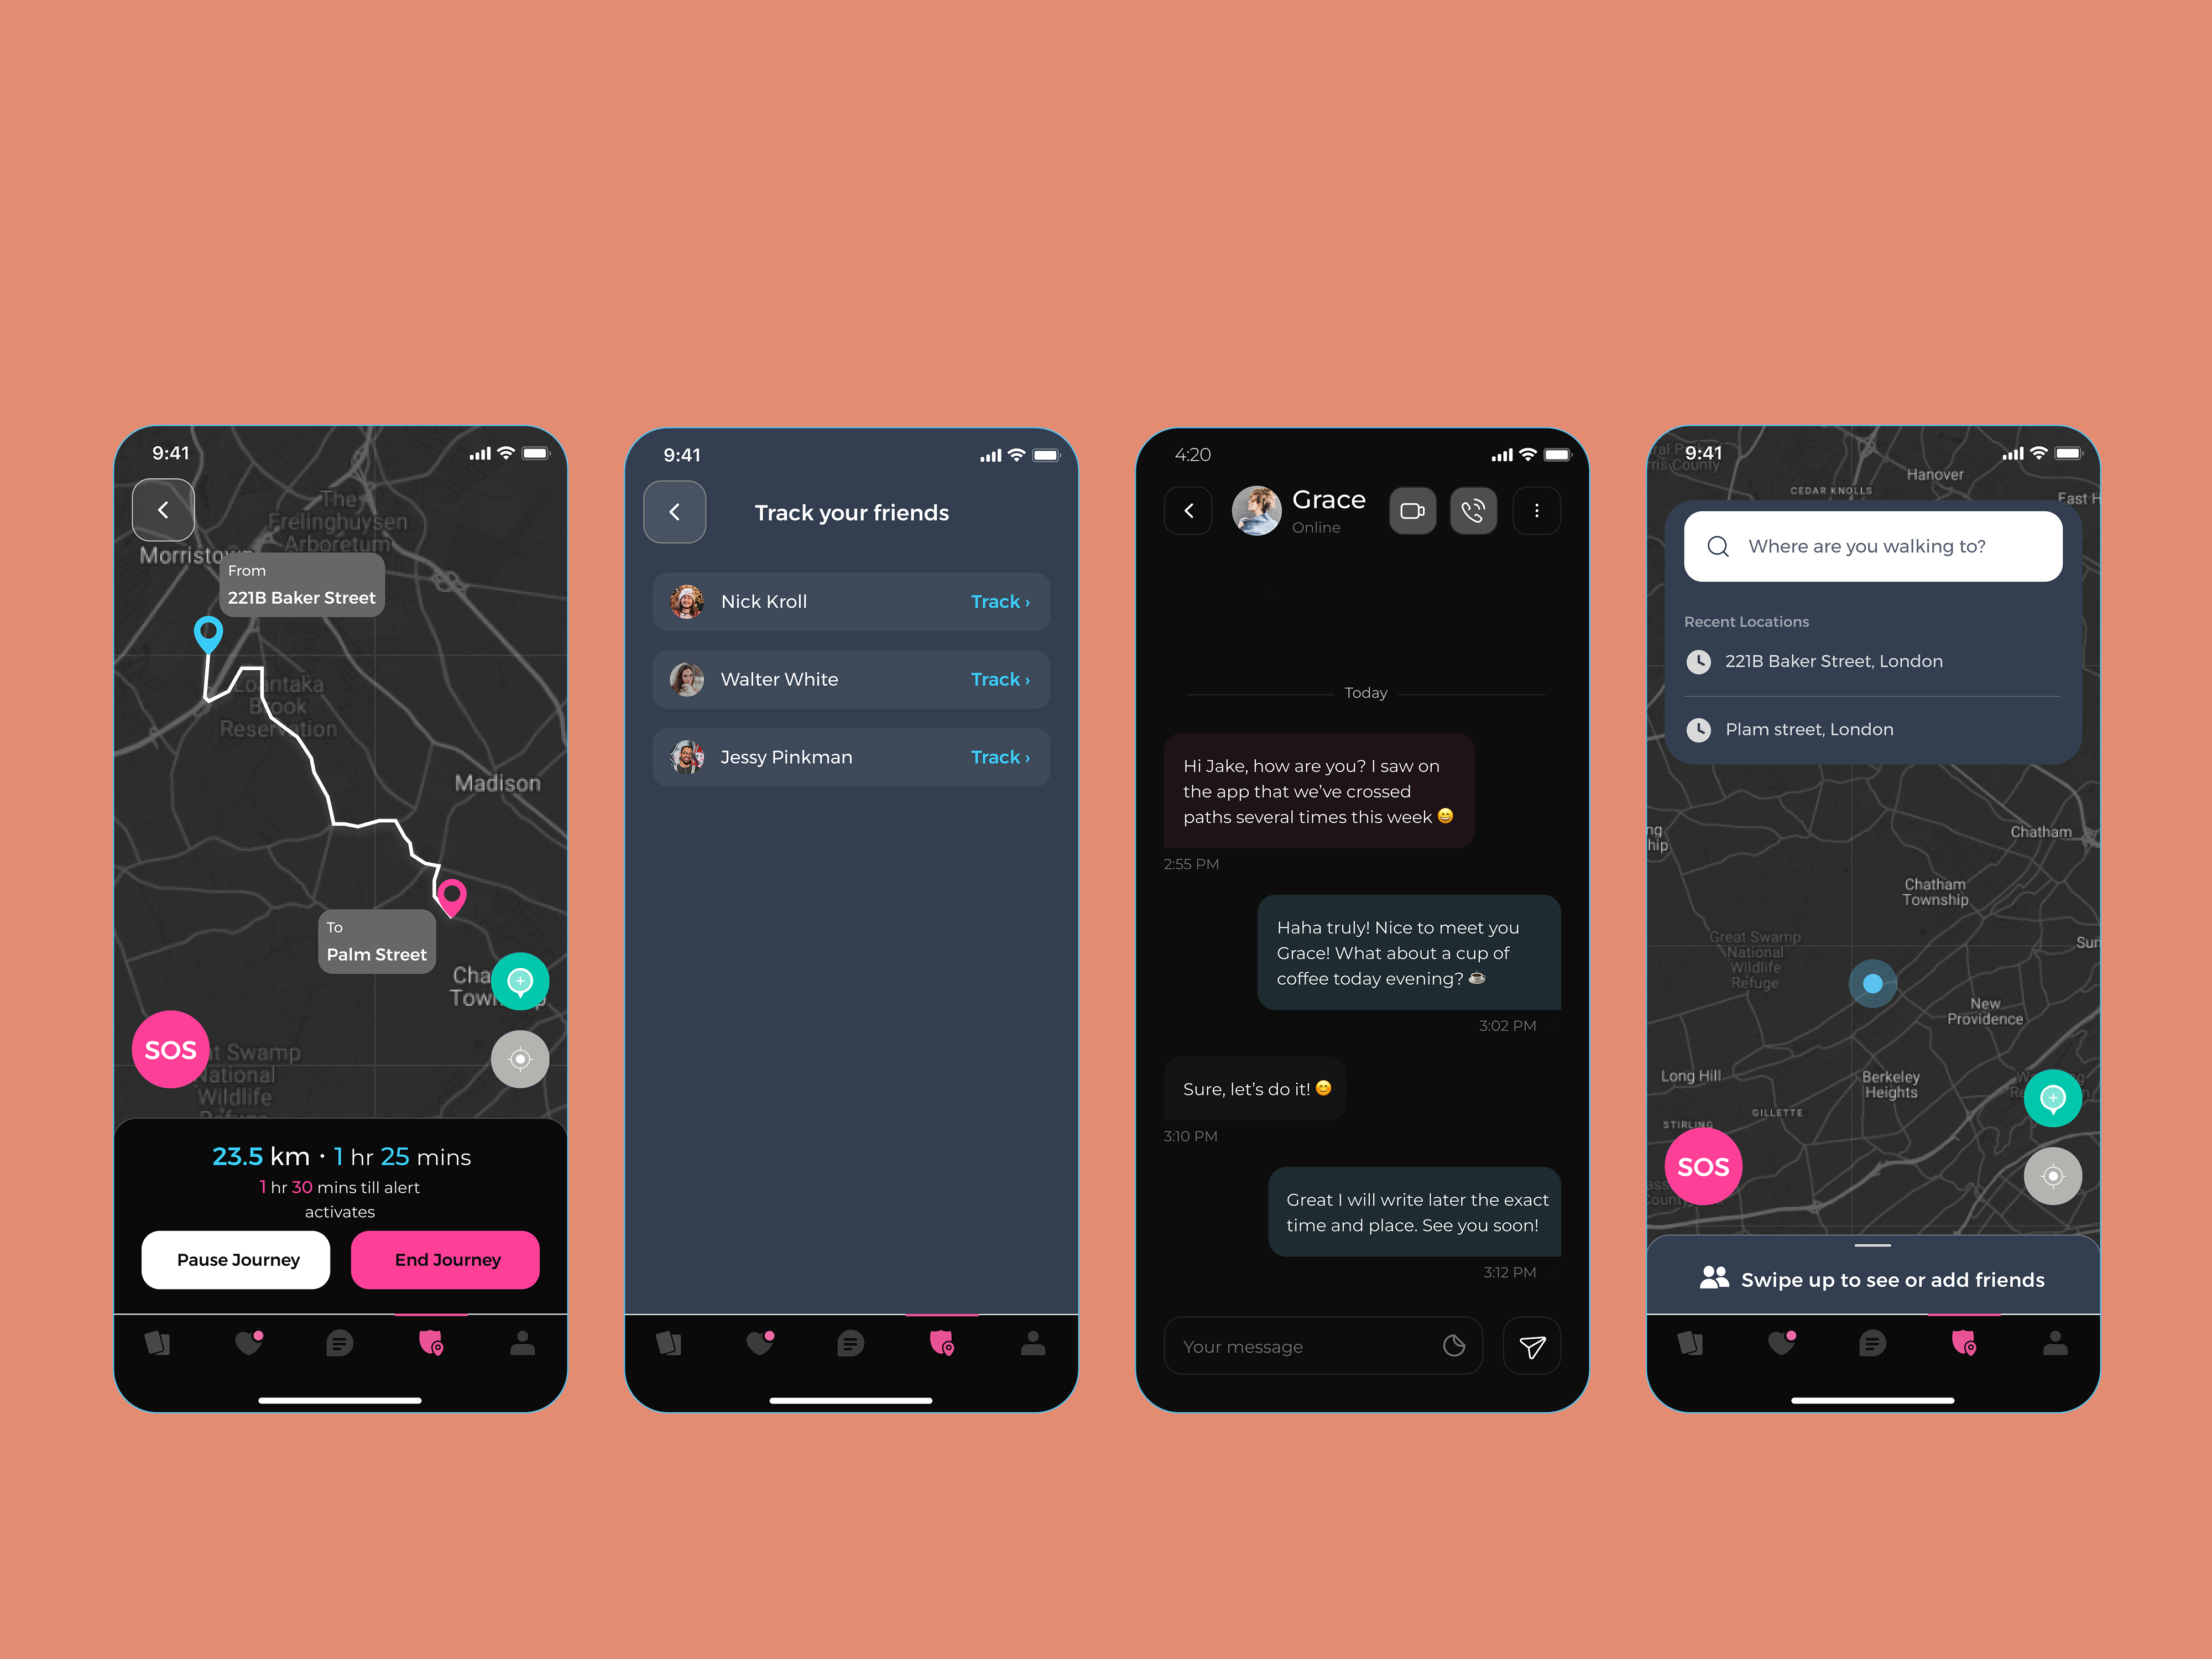 9:41
The
Frelinghuysen
Arboretum
Morristown
From
221B Baker Street
Loantaka
Brook
Reservation
Madison
To
Palm Street
SOS
Swamp
National
Wildlife
23.5 km · 1 hr 25 mins
1 hr 30 mins till alert
activates
Pause Journey
End Journey
9:41
Track your friends
Nick Kroll
Track ›
Walter White
Track ›
Jessy Pinkman
Track ›
4:20
Grace
Online
Today
Hi Jake, how are you? I saw on
the app that we’ve crossed
paths several times this week 😄
2:55 PM
Haha truly! Nice to meet you
Grace! What about a cup of
coffee today evening? ☕
3:02 PM
Sure, let’s do it! 😊
3:10 PM
Great I will write later the exact
time and place. See you soon!
3:12 PM
Your message
9:41
Hanover
CEDAR KNOLLS
East H
Where are you walking to?
Recent Locations
221B Baker Street, London
Plam street, London
Chatham
Chatham
Township
Great Swamp
National
Wildlife
Refuge
New
Providence
Long Hill
Berkeley
Heights
GILLETTE
STIRLING
SOS
Swipe up to see or add friends